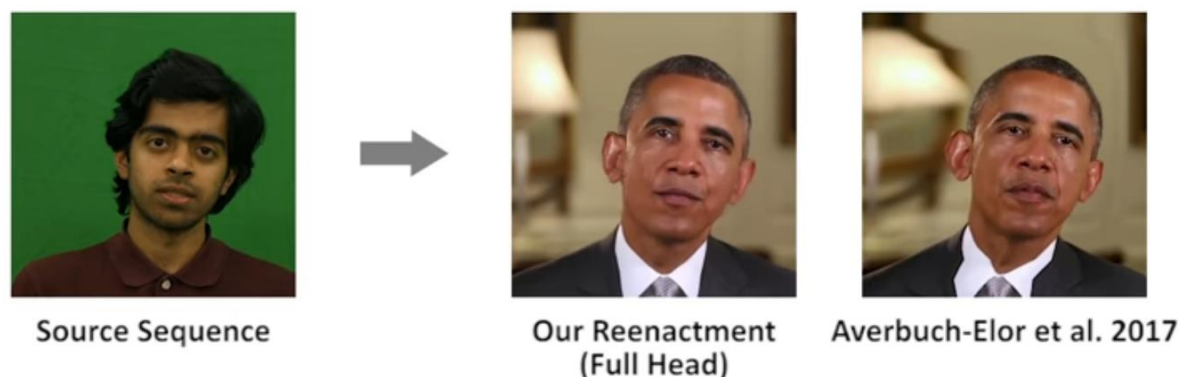 Source Sequence
Our Reenactment
(Full Head)
Averbuch-Elor et al. 2017